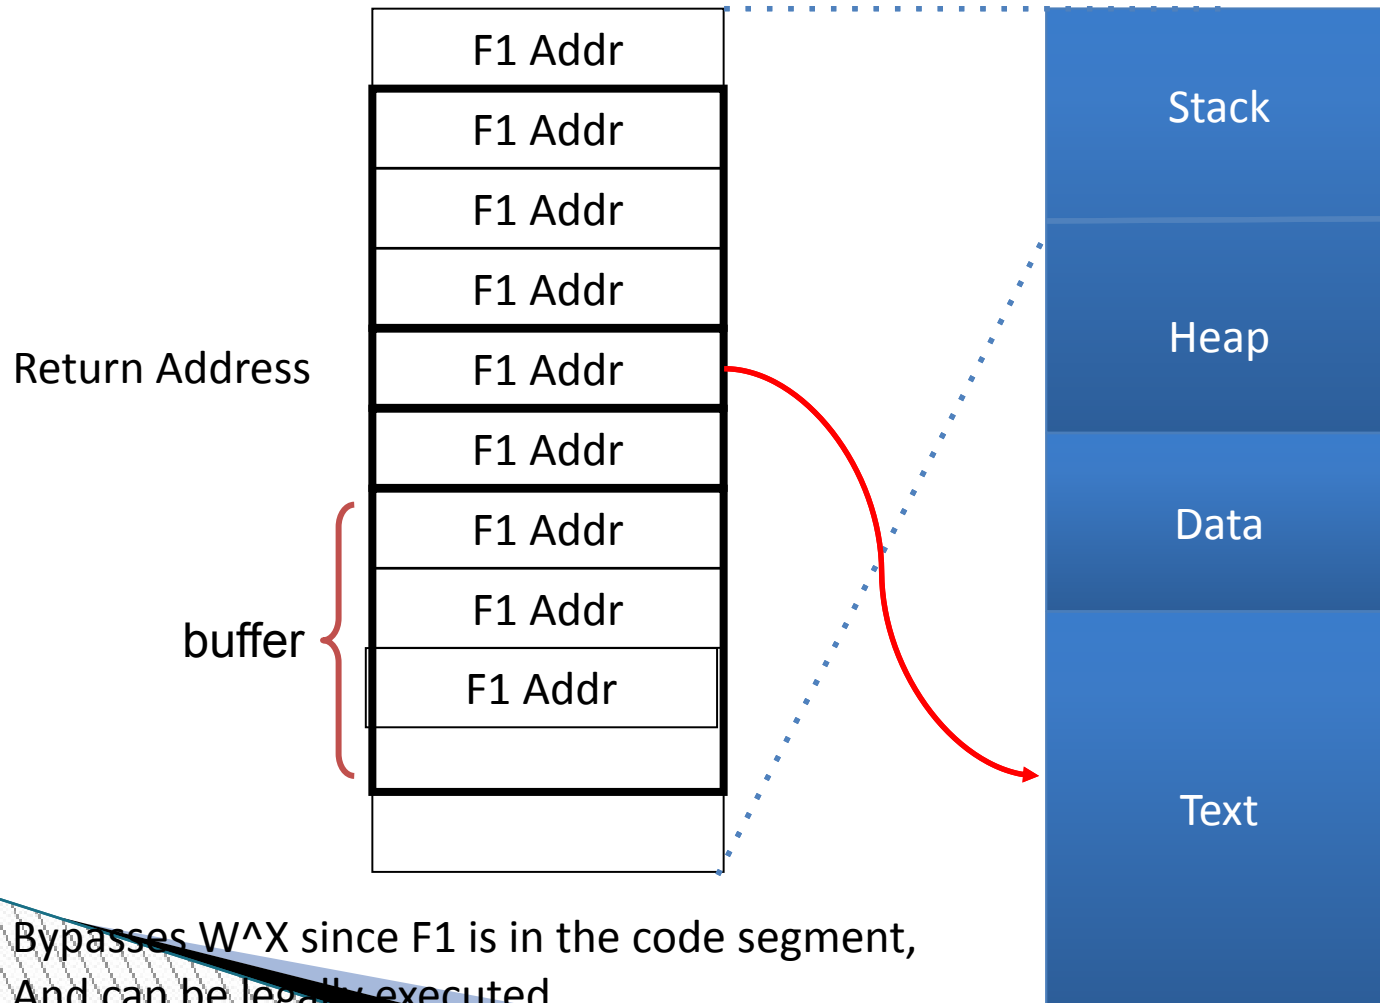 F1 Addr
F1 Addr
F1 Addr
F1 Addr
Return Address
F1 Addr
F1 Addr
F1 Addr
buffer
F1 Addr
F1 Addr
Stack
Heap
Data
Text
Bypasses W^X since F1 is in the code segment,
And can be legally executed